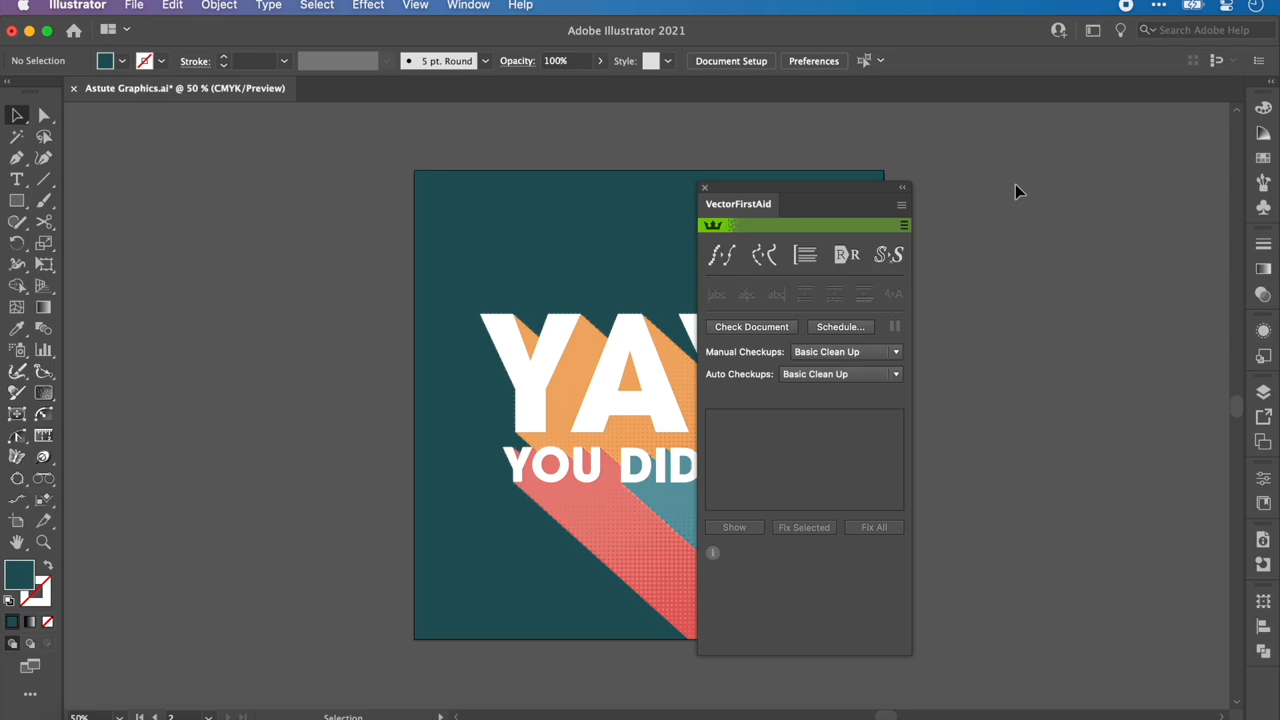 Illustrator File Edit Object Type Select Effect View Window Help
Adobe Illustrator 2021
Search Adobe Help
No Selection Stroke: 5 pt. Round Opacity: 100% Style: Document Setup Preferences
Astute Graphics.ai* @ 50 % (CMYK/Preview)
VectorFirstAid
Check Document Schedule...
Manual Checkups: Basic Clean Up
Auto Checkups: Basic Clean Up
Show Fix Selected Fix All
YAY
YOU DID
50% 2 Selection